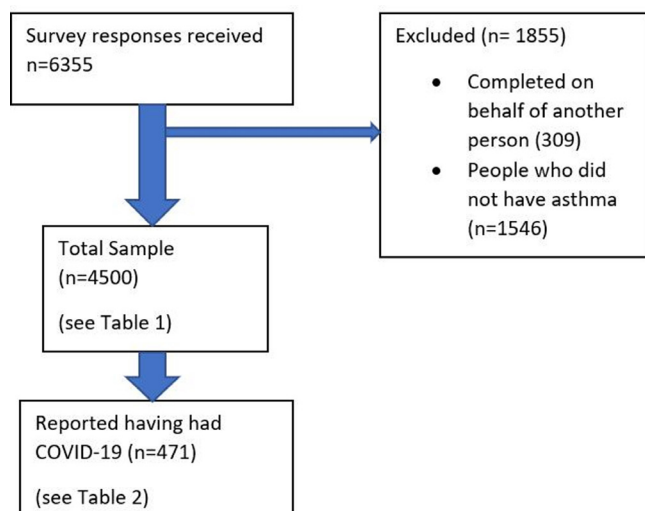 Survey responses received
n=6355
Excluded (n= 1855)
• Completed on
behalf of another
person (309)
• People who did
not have asthma
(n=1546)
Total Sample
(n=4500)
(see Table 1)
Reported having had
COVID-19 (n=471)
(see Table 2)